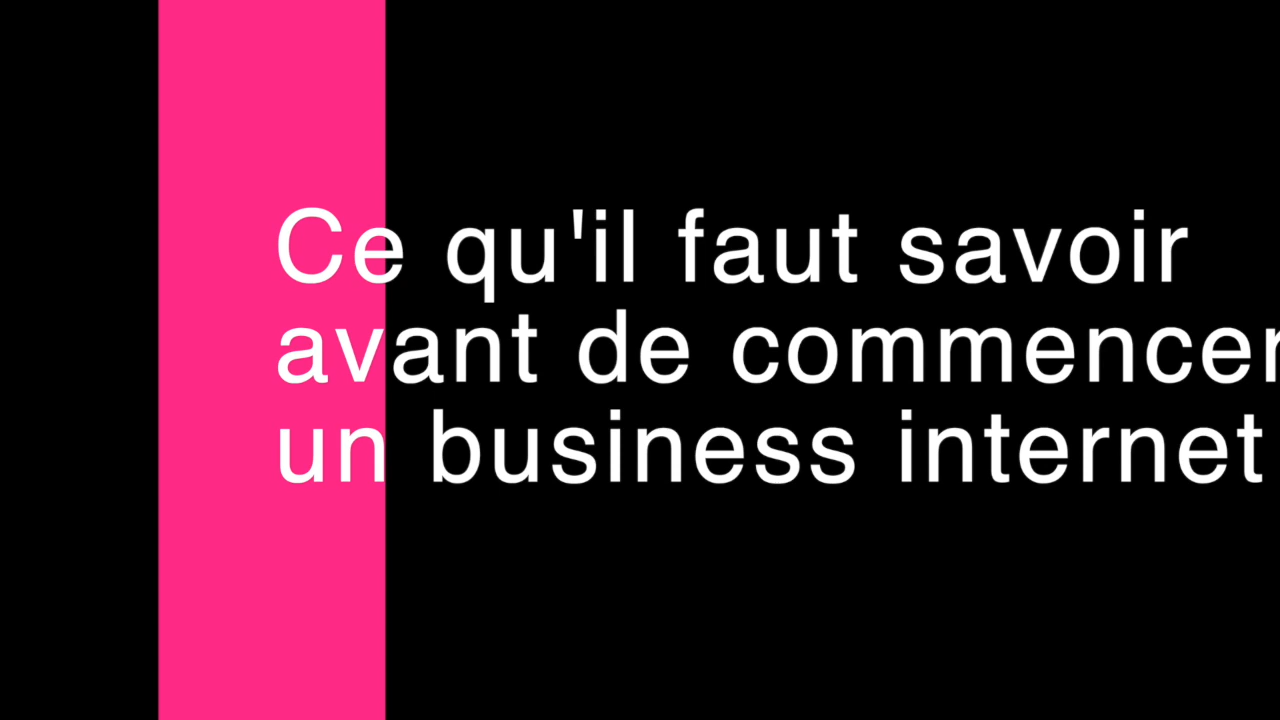 Ce qu'il faut savoir
avant de commencer
un business internet